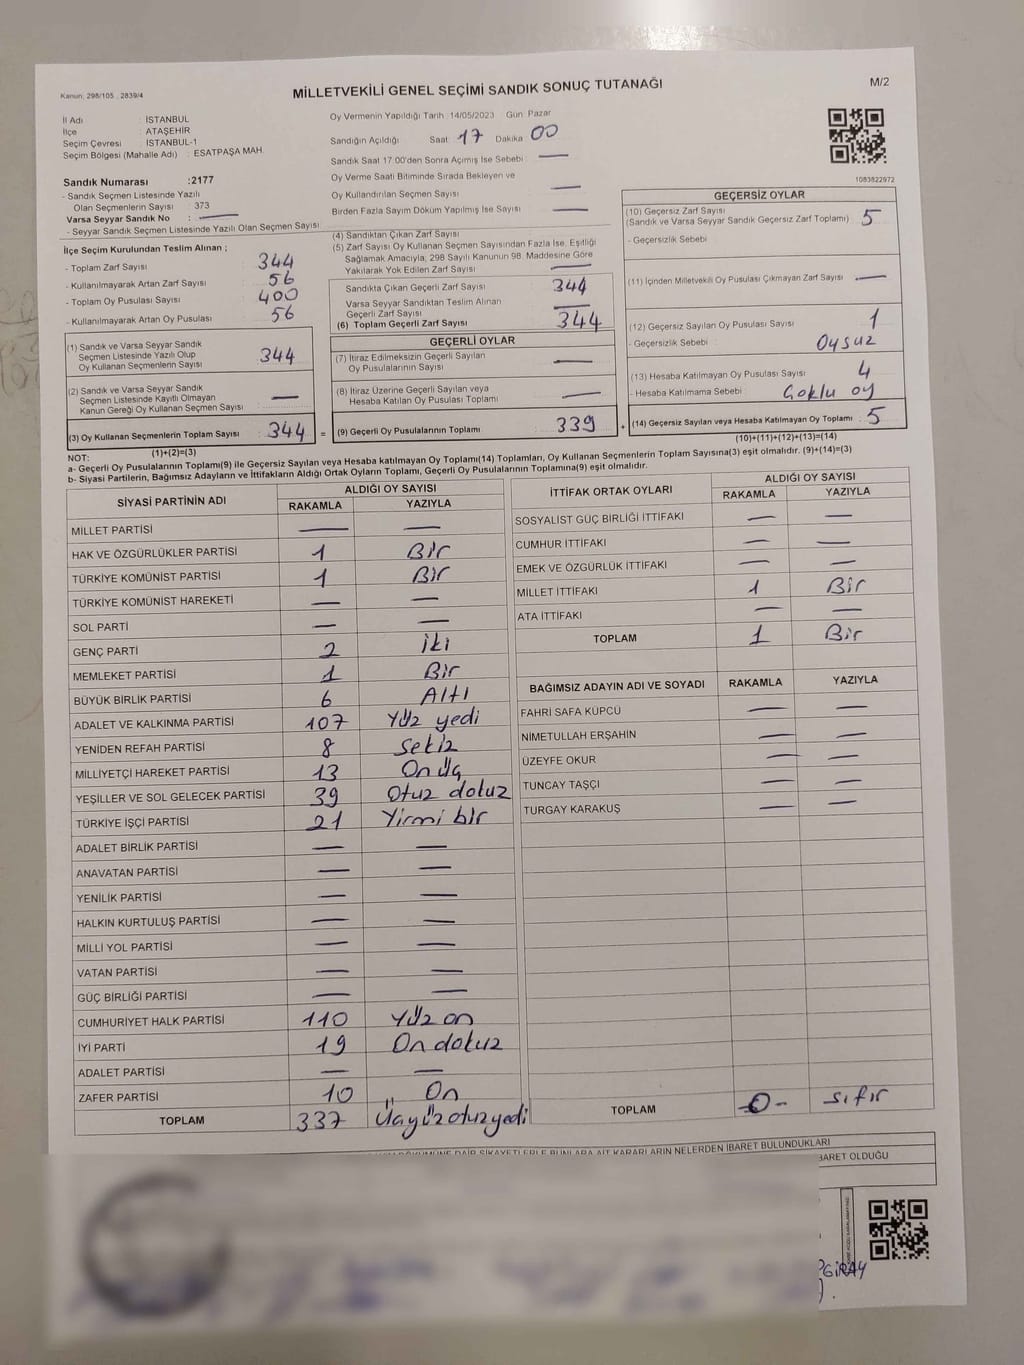 Kanun: 298/105 , 2839/4
MİLLETVEKİLİ GENEL SEÇİMİ SANDIK SONUÇ TUTANAĞI
M/2
İl Adı : İSTANBUL
İlçe : ATAŞEHİR
Seçim Çevresi : İSTANBUL-1
Seçim Bölgesi (Mahalle Adı) : ESATPAŞA MAH.
Sandık Numarası :2177
- Sandık Seçmen Listesinde Yazılı
Olan Seçmenlerin Sayısı : 373
Varsa Seyyar Sandık No : —
- Seyyar Sandık Seçmen Listesinde Yazılı Olan Seçmen Sayısı
İlçe Seçim Kurulundan Teslim Alınan ;
- Toplam Zarf Sayısı 344
- Kullanılmayarak Artan Zarf Sayısı 56
- Toplam Oy Pusulası Sayısı 400
- Kullanılmayarak Artan Oy Pusulası 56
(1) Sandık ve Varsa Seyyar Sandık
Seçmen Listesinde Yazılı Olup
Oy Kullanan Seçmenlerin Sayısı 344
(2) Sandık ve Varsa Seyyar Sandık
Seçmen Listesinde Kayıtlı Olmayan
Kanun Gereği Oy Kullanan Seçmen Sayısı —
(3) Oy Kullanan Seçmenlerin Toplam Sayısı : 344 =
(1)+(2)=(3)
Oy Vermenin Yapıldığı Tarih :14/05/2023 Gün Pazar
Sandığın Açıldığı Saat 17 Dakika 00
Sandık Saat 17:00'den Sonra Açımış İse Sebebi —
Oy Verme Saati Bitiminde Sırada Bekleyen ve
Oy Kullandırılan Seçmen Sayısı —
Birden Fazla Sayım Döküm Yapılmış İse Sayısı —
(4) Sandıktan Çıkan Zarf Sayısı
(5) Zarf Sayısı Oy Kullanan Seçmen Sayısından Fazla İse, Eşitliği
Sağlamak Amacıyla; 298 Sayılı Kanunun 98. Maddesine Göre
Yakılarak Yok Edilen Zarf Sayısı —
Sandıkta Çıkan Geçerli Zarf Sayısı 344
Varsa Seyyar Sandıktan Teslim Alınan
Geçerli Zarf Sayısı —
(6) Toplam Geçerli Zarf Sayısı 344
GEÇERLİ OYLAR
(7) İtiraz Edilmeksizin Geçerli Sayılan
Oy Pusulalarının Sayısı —
(8) İtiraz Üzerine Geçerli Sayılan veya
Hesaba Katılan Oy Pusulası Toplamı —
(9) Geçerli Oy Pusulalarının Toplamı 339 +
1083822972
GEÇERSİZ OYLAR
(10) Geçersiz Zarf Sayısı
(Sandık ve Varsa Seyyar Sandık Geçersiz Zarf Toplamı) 5
- Geçersizlik Sebebi
(11) İçinden Milletvekili Oy Pusulası Çıkmayan Zarf Sayısı —
(12) Geçersiz Sayılan Oy Pusulası Sayısı 1
- Geçersizlik Sebebi : Oysuz
(13) Hesaba Katılmayan Oy Pusulası Sayısı 4
- Hesaba Katılmama Sebebi : Çoklu oy
(14) Geçersiz Sayılan veya Hesaba Katılmayan Oy Toplamı : 5
(10)+(11)+(12)+(13)=(14)
NOT:
a- Geçerli Oy Pusulalarının Toplamı(9) ile Geçersiz Sayılan veya Hesaba katılmayan Oy Toplamı(14) Toplamları, Oy Kullanan Seçmenlerin Toplam Sayısına(3) eşit olmalıdır. (9)+(14)=(3)
b- Siyasi Partilerin, Bağımsız Adayların ve İttifakların Aldığı Ortak Oyların Toplamı, Geçerli Oy Pusulalarının Toplamına(9) eşit olmalıdır.
SİYASİ PARTİNİN ADI ALDIĞI OY SAYISI
RAKAMLA YAZIYLA
MİLLET PARTİSİ — —
HAK VE ÖZGÜRLÜKLER PARTİSİ 1 Bir
TÜRKİYE KOMÜNİST PARTİSİ 1 Bir
TÜRKİYE KOMÜNİST HAREKETİ — —
SOL PARTİ — —
GENÇ PARTİ 2 iki
MEMLEKET PARTİSİ 1 Bir
BÜYÜK BİRLİK PARTİSİ 6 Altı
ADALET VE KALKINMA PARTİSİ 107 Yüz yedi
YENİDEN REFAH PARTİSİ 8 sekiz
MİLLİYETÇİ HAREKET PARTİSİ 13 On üç
YEŞİLLER VE SOL GELECEK PARTİSİ 39 Otuz dokuz
TÜRKİYE İŞÇİ PARTİSİ 21 Yirmi bir
ADALET BİRLİK PARTİSİ — —
ANAVATAN PARTİSİ — —
YENİLİK PARTİSİ — —
HALKIN KURTULUŞ PARTİSİ — —
MİLLİ YOL PARTİSİ — —
VATAN PARTİSİ — —
GÜÇ BİRLİĞİ PARTİSİ — —
CUMHURİYET HALK PARTİSİ 110 Yüz on
İYİ PARTİ 19 On dokuz
ADALET PARTİSİ — —
ZAFER PARTİSİ 10 On
TOPLAM 337 Üçyüzotuzyedi
İTTİFAK ORTAK OYLARI ALDIĞI OY SAYISI
RAKAMLA YAZIYLA
SOSYALİST GÜÇ BİRLİĞİ İTTİFAKI — —
CUMHUR İTTİFAKI — —
EMEK VE ÖZGÜRLÜK İTTİFAKI — —
MİLLET İTTİFAKI 1 Bir
ATA İTTİFAKI — —
TOPLAM 1 Bir
BAĞIMSIZ ADAYIN ADI VE SOYADI RAKAMLA YAZIYLA
FAHRİ SAFA KÜPCÜ — —
NİMETULLAH ERŞAHİN — —
ÜZEYFE OKUR — —
TUNCAY TAŞÇI — —
TURGAY KARAKUŞ — —
TOPLAM -0- sıfır
DÖKÜMÜNE DAİR ŞİKAYETLERLE BUNLARA AİT KARARLARIN NELERDEN İBARET BULUNDUKLARI
BARET OLDUĞU
GİRAY